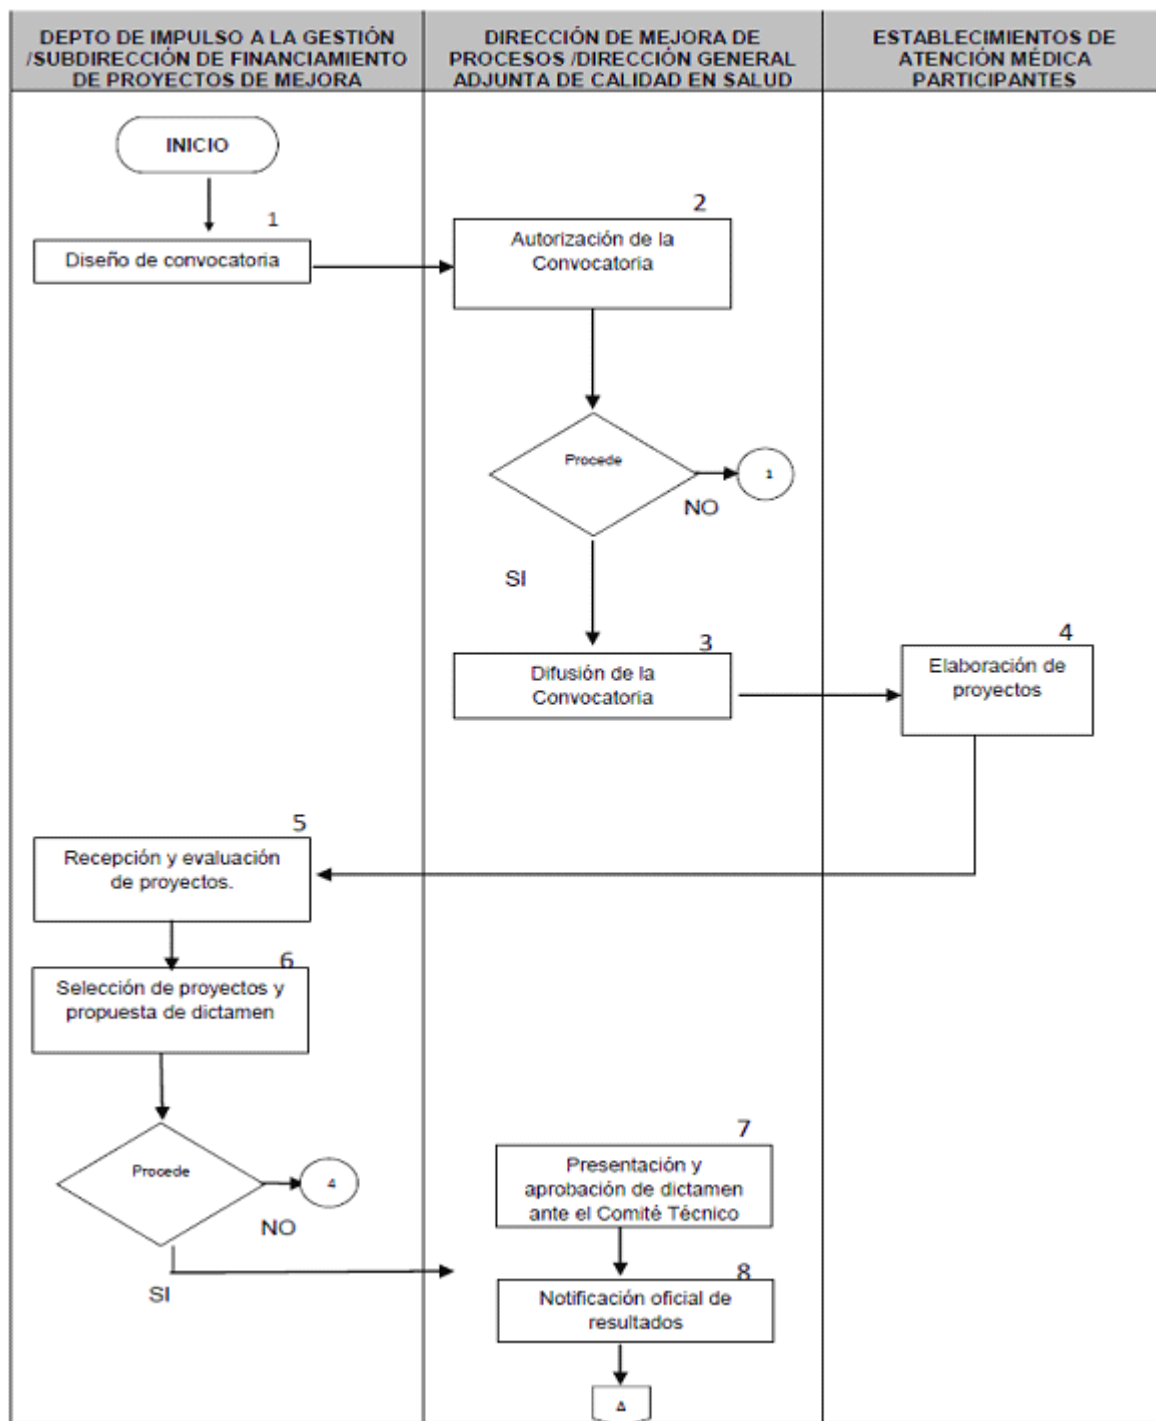 DEPTO DE IMPULSO A LA GESTIÓN
/SUBDIRECCIÓN DE FINANCIAMIENTO
DE PROYECTOS DE MEJORA
DIRECCIÓN DE MEJORA DE
PROCESOS /DIRECCIÓN GENERAL
ADJUNTA DE CALIDAD EN SALUD
ESTABLECIMIENTOS DE
ATENCIÓN MÉDICA
PARTICIPANTES
INICIO
1
Diseño de convocatoria
2
Autorización de la
Convocatoria
Procede
1
NO
SI
3
Difusión de la
Convocatoria
4
Elaboración de
proyectos
5
Recepción y evaluación
de proyectos.
6
Selección de proyectos y
propuesta de dictamen
Procede
4
NO
SI
7
Presentación y
aprobación de dictamen
ante el Comité Técnico
8
Notificación oficial de
resultados
A